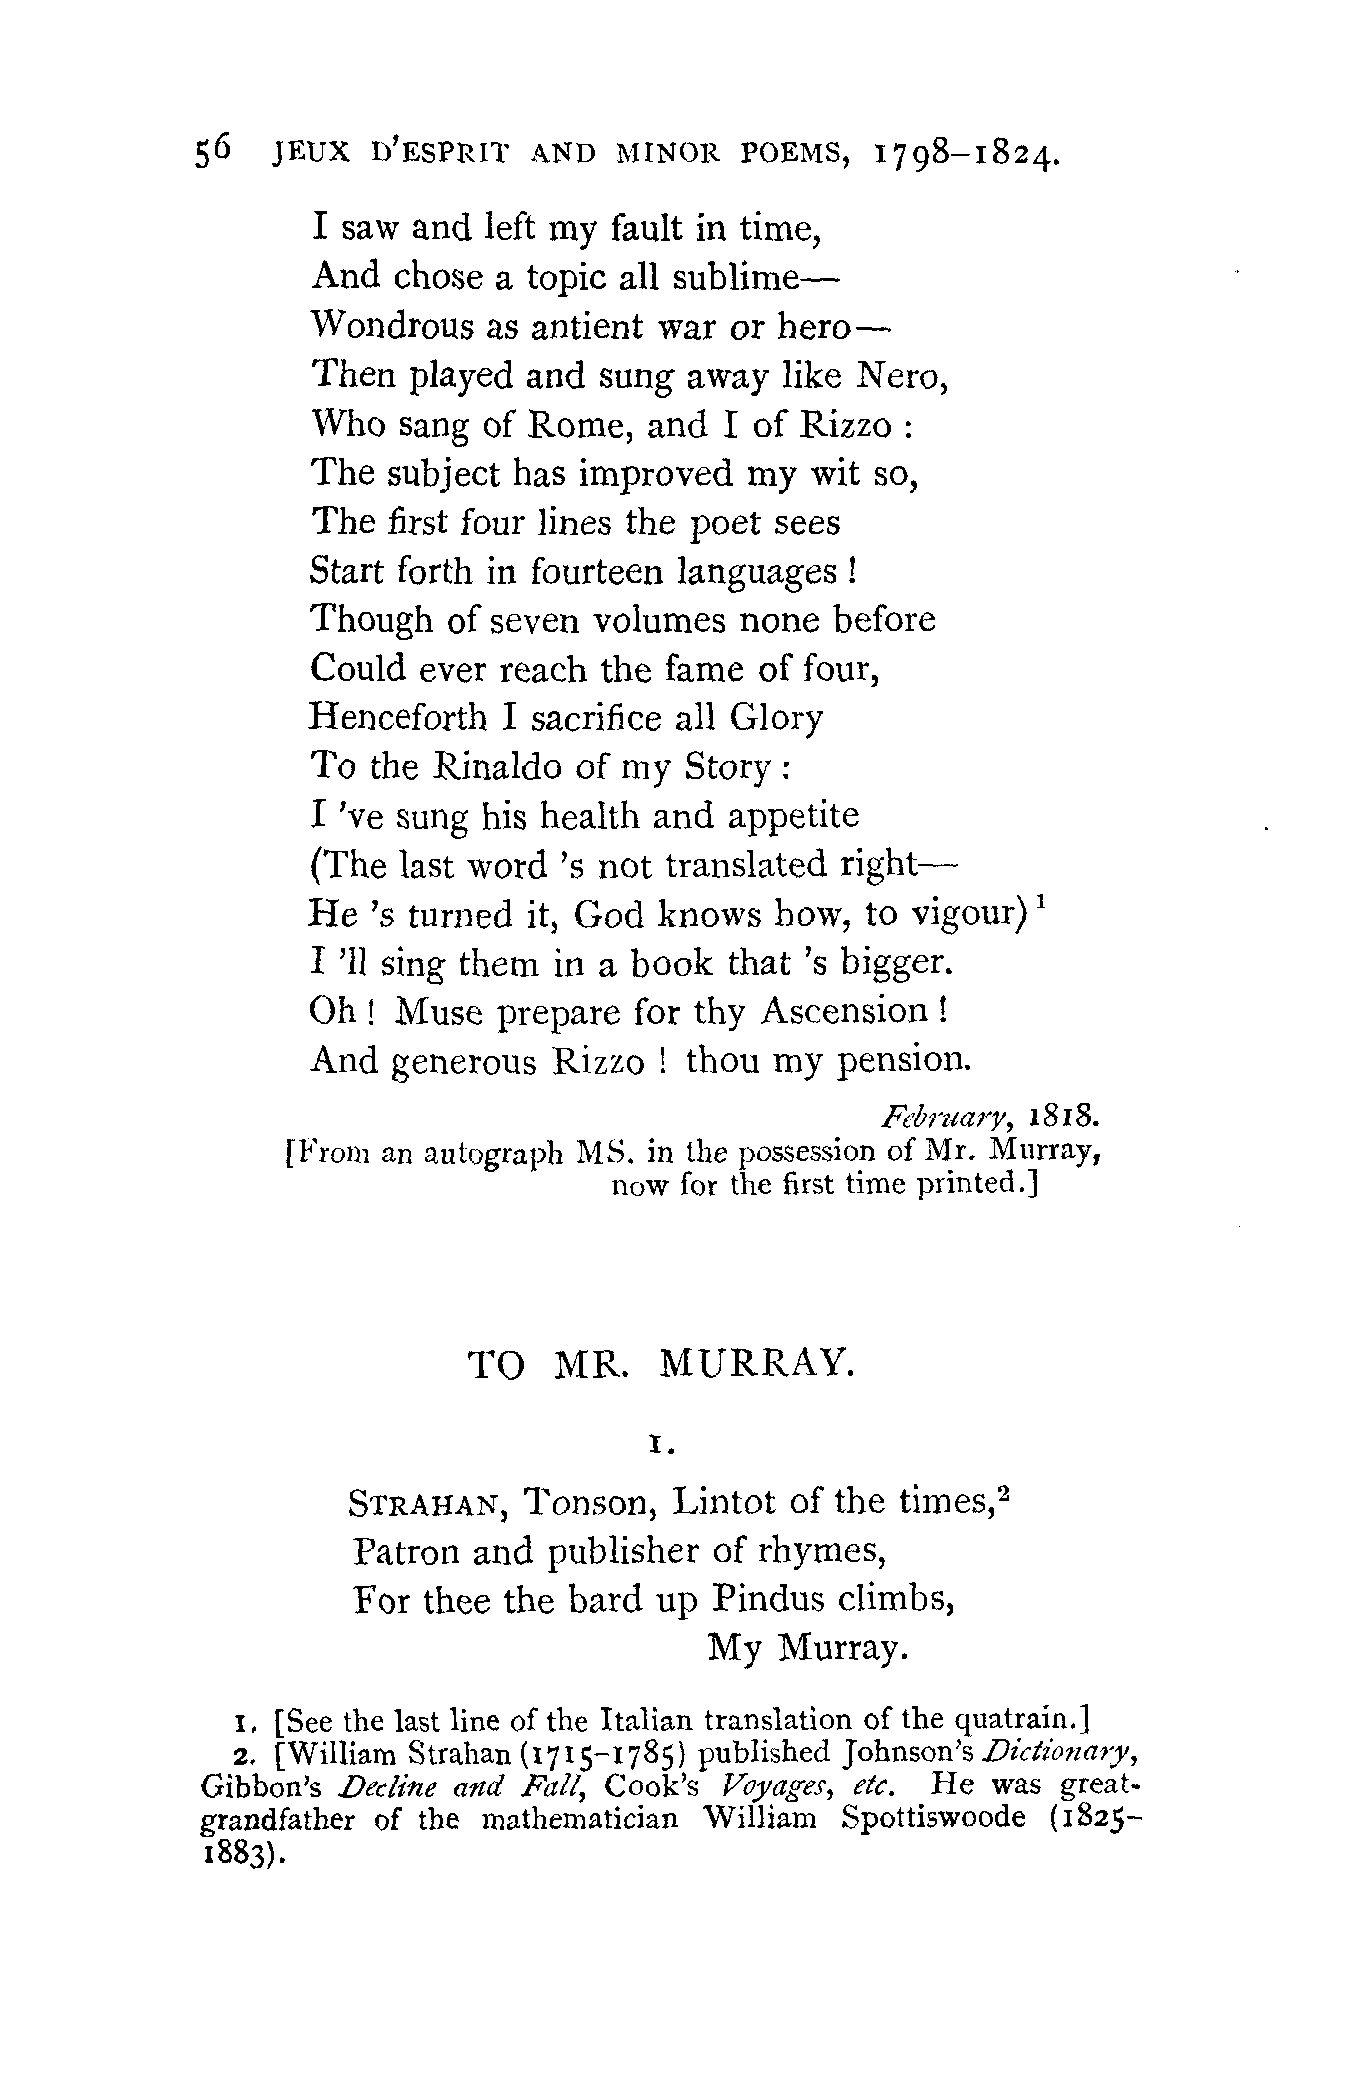 56 JEUX D'ESPRIT AND MINOR POEMS, 1798–1824.
I saw and left my fault in time,
And chose a topic all sublime—
Wondrous as antient war or hero—
Then played and sung away like Nero,
Who sang of Rome, and I of Rizzo :
The subject has improved my wit so,
The first four lines the poet sees
Start forth in fourteen languages !
Though of seven volumes none before
Could ever reach the fame of four,
Henceforth I sacrifice all Glory
To the Rinaldo of my Story :
I 've sung his health and appetite
(The last word 's not translated right—
He 's turned it, God knows how, to vigour) ¹
I 'll sing them in a book that 's bigger.
Oh ! Muse prepare for thy Ascension !
And generous Rizzo ! thou my pension.
February, 1818.
[From an autograph MS. in the possession of Mr. Murray,
now for the first time printed.]
TO MR. MURRAY.
1.
STRAHAN, Tonson, Lintot of the times,²
Patron and publisher of rhymes,
For thee the bard up Pindus climbs,
My Murray.
1. [See the last line of the Italian translation of the quatrain.]
2. [William Strahan (1715–1785) published Johnson's Dictionary,
Gibbon's Decline and Fall, Cook's Voyages, etc. He was great-
grandfather of the mathematician William Spottiswoode (1825–
1883).